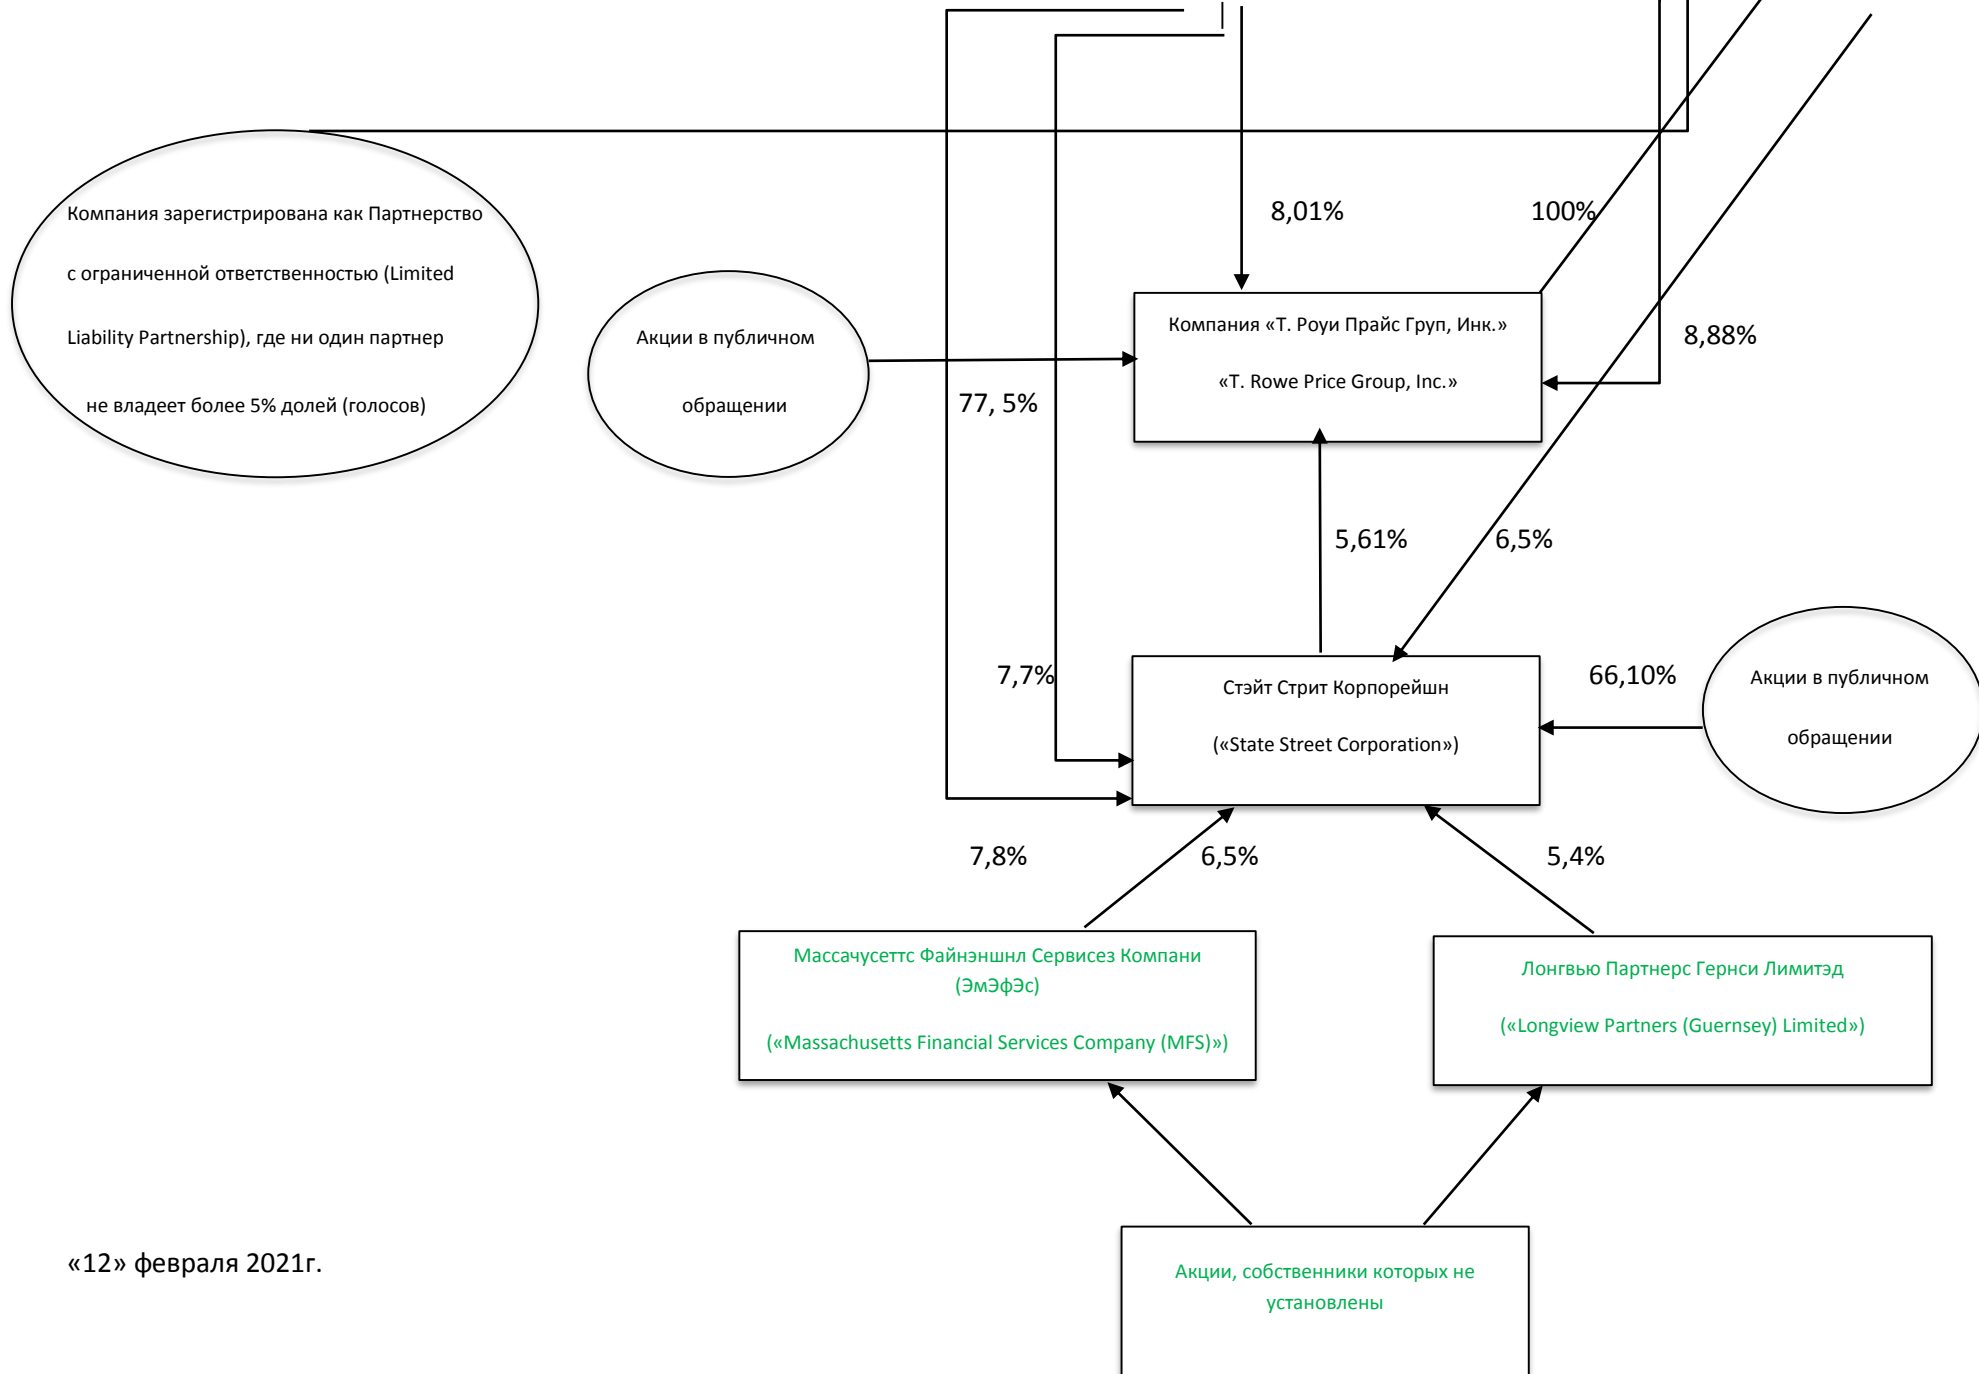 Компания зарегистрирована как Партнерство
с ограниченной ответственностью (Limited
Liability Partnership), где ни один партнер
не владеет более 5% долей (голосов)
Акции в публичном
обращении
77, 5%
8,01%
100%
Компания «Т. Роуи Прайс Груп, Инк.»
«T. Rowe Price Group, Inc.»
8,88%
5,61%
6,5%
7,7%
Стэйт Стрит Корпорейшн
(«State Street Corporation»)
66,10%
Акции в публичном
обращении
7,8%
6,5%
5,4%
Массачусеттс Файнэншнл Сервисез Компани
(ЭмЭфЭс)
(«Massachusetts Financial Services Company (MFS)»)
Лонгвью Партнерс Гернси Лимитэд
(«Longview Partners (Guernsey) Limited»)
«12» февраля 2021г.
Акции, собственники которых не
установлены